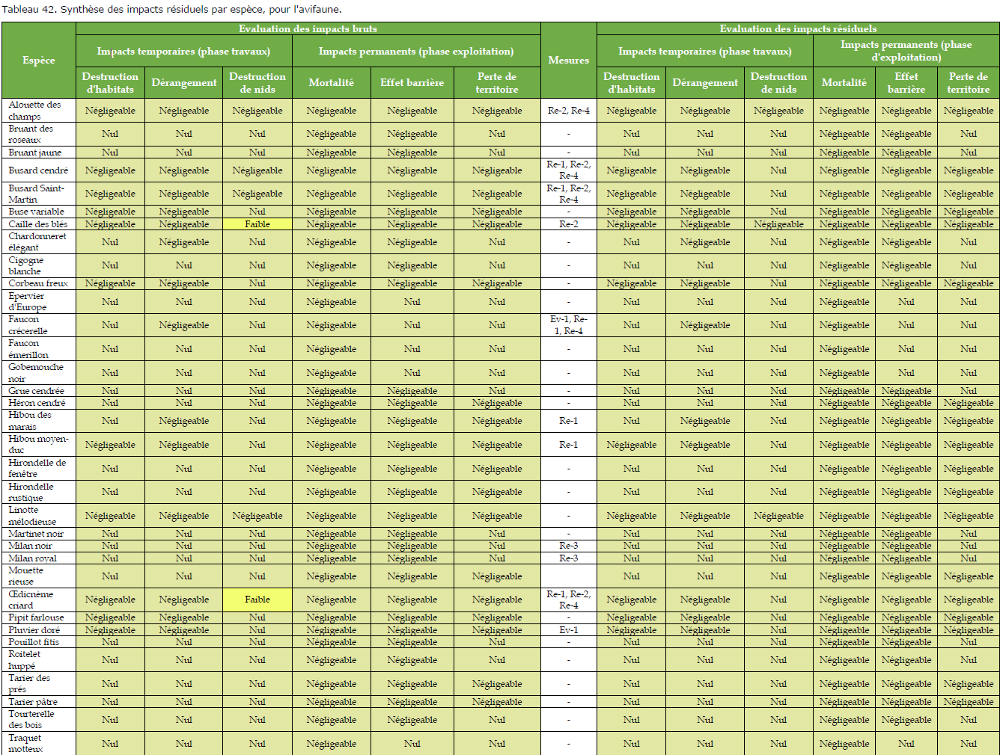 Tableau 42. Synthèse des impacts résiduels par espèce, pour l'avifaune.
Espèce Evaluation des impacts bruts Mesures Evaluation des impacts résiduels
Impacts temporaires (phase travaux) Impacts permanents (phase exploitation) Impacts temporaires (phase travaux) Impacts permanents (phase d'exploitation)
Destruction d'habitats Dérangement Destruction de nids Mortalité Effet barrière Perte de territoire Destruction d'habitats Dérangement Destruction de nids Mortalité Effet barrière Perte de territoire
Alouette des champs Négligeable Négligeable Négligeable Négligeable Négligeable Négligeable Re-2, Re-4 Négligeable Négligeable Négligeable Négligeable Négligeable Négligeable
Bruant des roseaux Nul Nul Nul Négligeable Négligeable Nul - Nul Nul Nul Négligeable Négligeable Nul
Bruant jaune Nul Nul Nul Négligeable Négligeable Nul - Nul Nul Nul Négligeable Négligeable Nul
Busard cendré Négligeable Négligeable Négligeable Négligeable Négligeable Négligeable Re-1, Re-2, Re-4 Négligeable Négligeable Nul Négligeable Négligeable Négligeable
Busard Saint-Martin Négligeable Négligeable Négligeable Négligeable Négligeable Négligeable Re-1, Re-2, Re-4 Négligeable Négligeable Nul Négligeable Négligeable Négligeable
Buse variable Négligeable Négligeable Nul Négligeable Négligeable Négligeable - Négligeable Négligeable Nul Négligeable Négligeable Négligeable
Caille des blés Négligeable Négligeable Faible Négligeable Négligeable Négligeable Re-2 Négligeable Négligeable Négligeable Négligeable Négligeable Négligeable
Chardonneret élégant Nul Négligeable Nul Négligeable Négligeable Nul - Nul Négligeable Nul Négligeable Négligeable Nul
Cigogne blanche Nul Nul Nul Négligeable Négligeable Nul - Nul Nul Nul Négligeable Négligeable Nul
Corbeau freux Négligeable Négligeable Nul Négligeable Négligeable Négligeable - Négligeable Négligeable Nul Négligeable Négligeable Négligeable
Epervier d'Europe Nul Nul Nul Négligeable Nul Nul - Nul Nul Nul Négligeable Nul Nul
Faucon crécerelle Nul Négligeable Nul Négligeable Nul Nul Ev-1, Re-1, Re-4 Nul Négligeable Nul Négligeable Nul Nul
Faucon émerillon Nul Nul Nul Négligeable Nul Nul - Nul Nul Nul Négligeable Nul Nul
Gobemouche noir Nul Nul Nul Négligeable Nul Nul - Nul Nul Nul Négligeable Nul Nul
Grue cendrée Nul Nul Nul Négligeable Négligeable Nul - Nul Nul Nul Négligeable Négligeable Nul
Héron cendré Nul Nul Nul Négligeable Négligeable Négligeable - Nul Nul Nul Négligeable Négligeable Négligeable
Hibou des marais Nul Négligeable Nul Négligeable Négligeable Négligeable Re-1 Nul Négligeable Nul Négligeable Négligeable Négligeable
Hibou moyen-duc Négligeable Négligeable Nul Négligeable Négligeable Négligeable Re-1 Négligeable Négligeable Nul Négligeable Négligeable Négligeable
Hirondelle de fenêtre Nul Nul Nul Négligeable Négligeable Négligeable - Nul Nul Nul Négligeable Négligeable Négligeable
Hirondelle rustique Nul Nul Nul Négligeable Négligeable Négligeable - Nul Nul Nul Négligeable Négligeable Négligeable
Linotte mélodieuse Négligeable Négligeable Négligeable Négligeable Négligeable Négligeable - Négligeable Négligeable Négligeable Négligeable Négligeable Négligeable
Martinet noir Nul Nul Nul Négligeable Négligeable Nul - Nul Nul Nul Négligeable Négligeable Nul
Milan noir Nul Nul Nul Négligeable Négligeable Nul Re-3 Nul Nul Nul Négligeable Négligeable Nul
Milan royal Nul Nul Nul Négligeable Négligeable Nul Re-3 Nul Nul Nul Négligeable Négligeable Nul
Mouette rieuse Nul Nul Nul Négligeable Négligeable Négligeable Nul Nul Nul Négligeable Négligeable Négligeable
Œdicnème criard Négligeable Négligeable Faible Négligeable Négligeable Négligeable Re-1, Re-2, Re-4 Négligeable Négligeable Nul Négligeable Négligeable Négligeable
Pipit farlouse Négligeable Négligeable Nul Négligeable Négligeable Négligeable - Négligeable Négligeable Nul Négligeable Négligeable Négligeable
Pluvier doré Négligeable Négligeable Nul Négligeable Négligeable Négligeable Ev-1 Négligeable Négligeable Nul Négligeable Négligeable Négligeable
Pouillot fitis Nul Nul Nul Négligeable Négligeable Nul - Nul Nul Nul Négligeable Négligeable Nul
Roitelet huppé Nul Nul Nul Négligeable Négligeable Nul - Nul Nul Nul Négligeable Négligeable Nul
Tarier des prés Nul Nul Nul Négligeable Négligeable Négligeable - Nul Nul Nul Négligeable Négligeable Négligeable
Tarier pâtre Nul Nul Nul Négligeable Négligeable Négligeable - Nul Nul Nul Négligeable Négligeable Négligeable
Tourterelle des bois Nul Nul Nul Négligeable Négligeable Nul - Nul Nul Nul Négligeable Négligeable Nul
Traquet motteux Nul Nul Nul Négligeable Nul Nul - Nul Nul Nul Négligeable Nul Nul